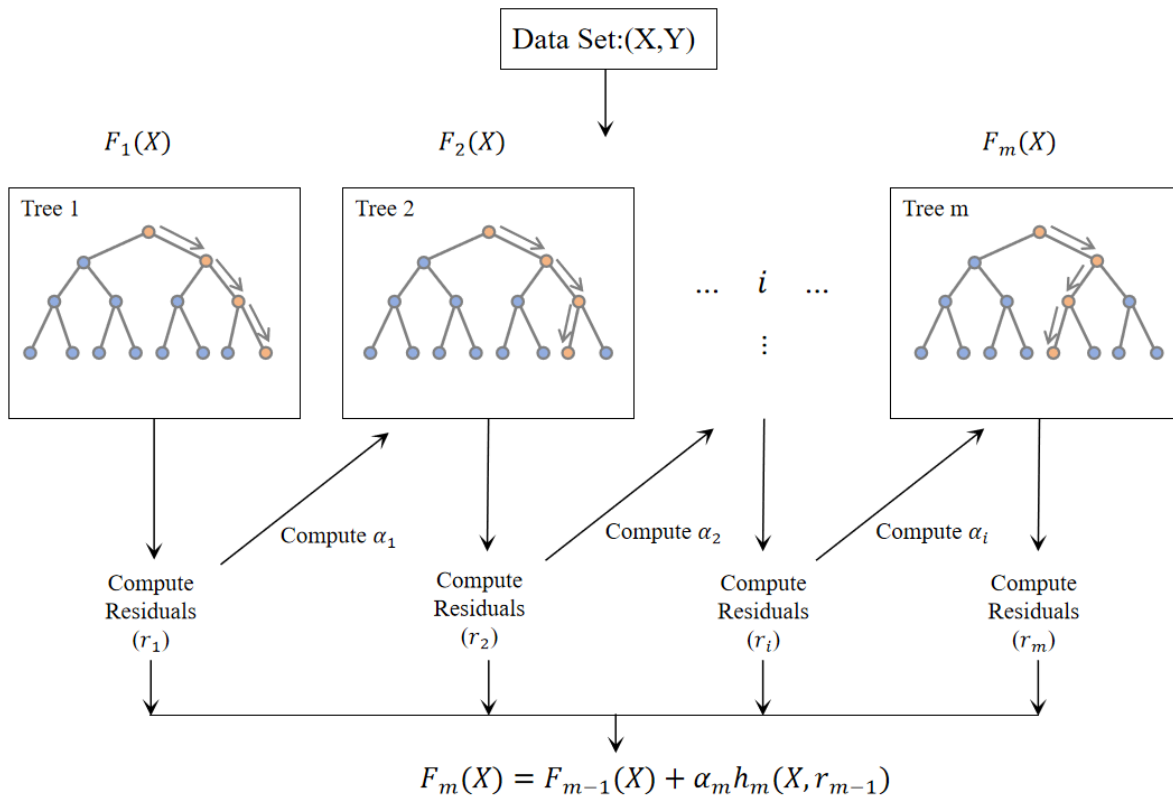 Data Set:(X,Y)
F₁(X)
F₂(X)
Fₘ(X)
Tree 1
Tree 2
Tree m
... i ...
⋮
Compute α₁
Compute α₂
Compute αᵢ
Compute
Residuals
(r₁)
Compute
Residuals
(r₂)
Compute
Residuals
(rᵢ)
Compute
Residuals
(rₘ)
Fₘ(X) = Fₘ₋₁(X) + αₘhₘ(X, rₘ₋₁)